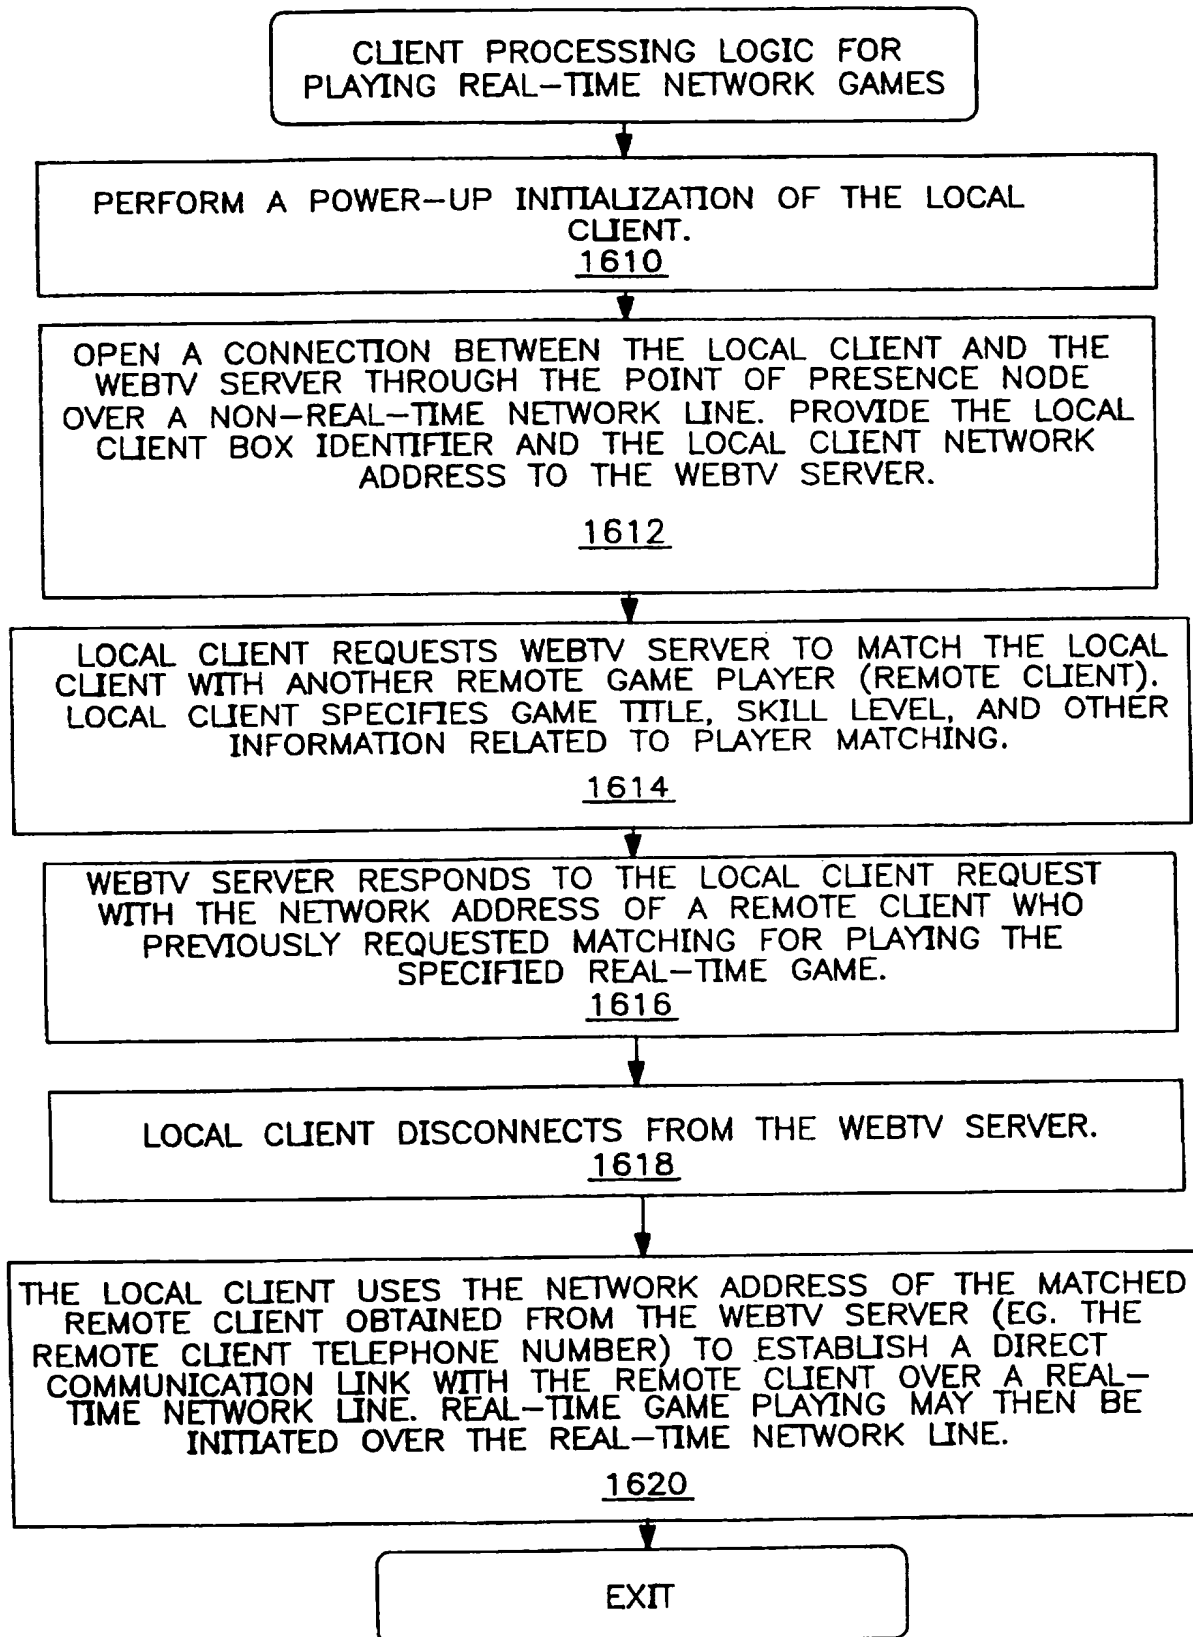 CLIENT PROCESSING LOGIC FOR
PLAYING REAL-TIME NETWORK GAMES
PERFORM A POWER-UP INITIALIZATION OF THE LOCAL
CLIENT.
1610
OPEN A CONNECTION BETWEEN THE LOCAL CLIENT AND THE
WEBTV SERVER THROUGH THE POINT OF PRESENCE NODE
OVER A NON-REAL-TIME NETWORK LINE. PROVIDE THE LOCAL
CLIENT BOX IDENTIFIER AND THE LOCAL CLIENT NETWORK
ADDRESS TO THE WEBTV SERVER.
1612
LOCAL CLIENT REQUESTS WEBTV SERVER TO MATCH THE LOCAL
CLIENT WITH ANOTHER REMOTE GAME PLAYER (REMOTE CLIENT).
LOCAL CLIENT SPECIFIES GAME TITLE, SKILL LEVEL, AND OTHER
INFORMATION RELATED TO PLAYER MATCHING.
1614
WEBTV SERVER RESPONDS TO THE LOCAL CLIENT REQUEST
WITH THE NETWORK ADDRESS OF A REMOTE CLIENT WHO
PREVIOUSLY REQUESTED MATCHING FOR PLAYING THE
SPECIFIED REAL-TIME GAME.
1616
LOCAL CLIENT DISCONNECTS FROM THE WEBTV SERVER.
1618
THE LOCAL CLIENT USES THE NETWORK ADDRESS OF THE MATCHED
REMOTE CLIENT OBTAINED FROM THE WEBTV SERVER (EG. THE
REMOTE CLIENT TELEPHONE NUMBER) TO ESTABLISH A DIRECT
COMMUNICATION LINK WITH THE REMOTE CLIENT OVER A REAL-
TIME NETWORK LINE. REAL-TIME GAME PLAYING MAY THEN BE
INITIATED OVER THE REAL-TIME NETWORK LINE.
1620
EXIT